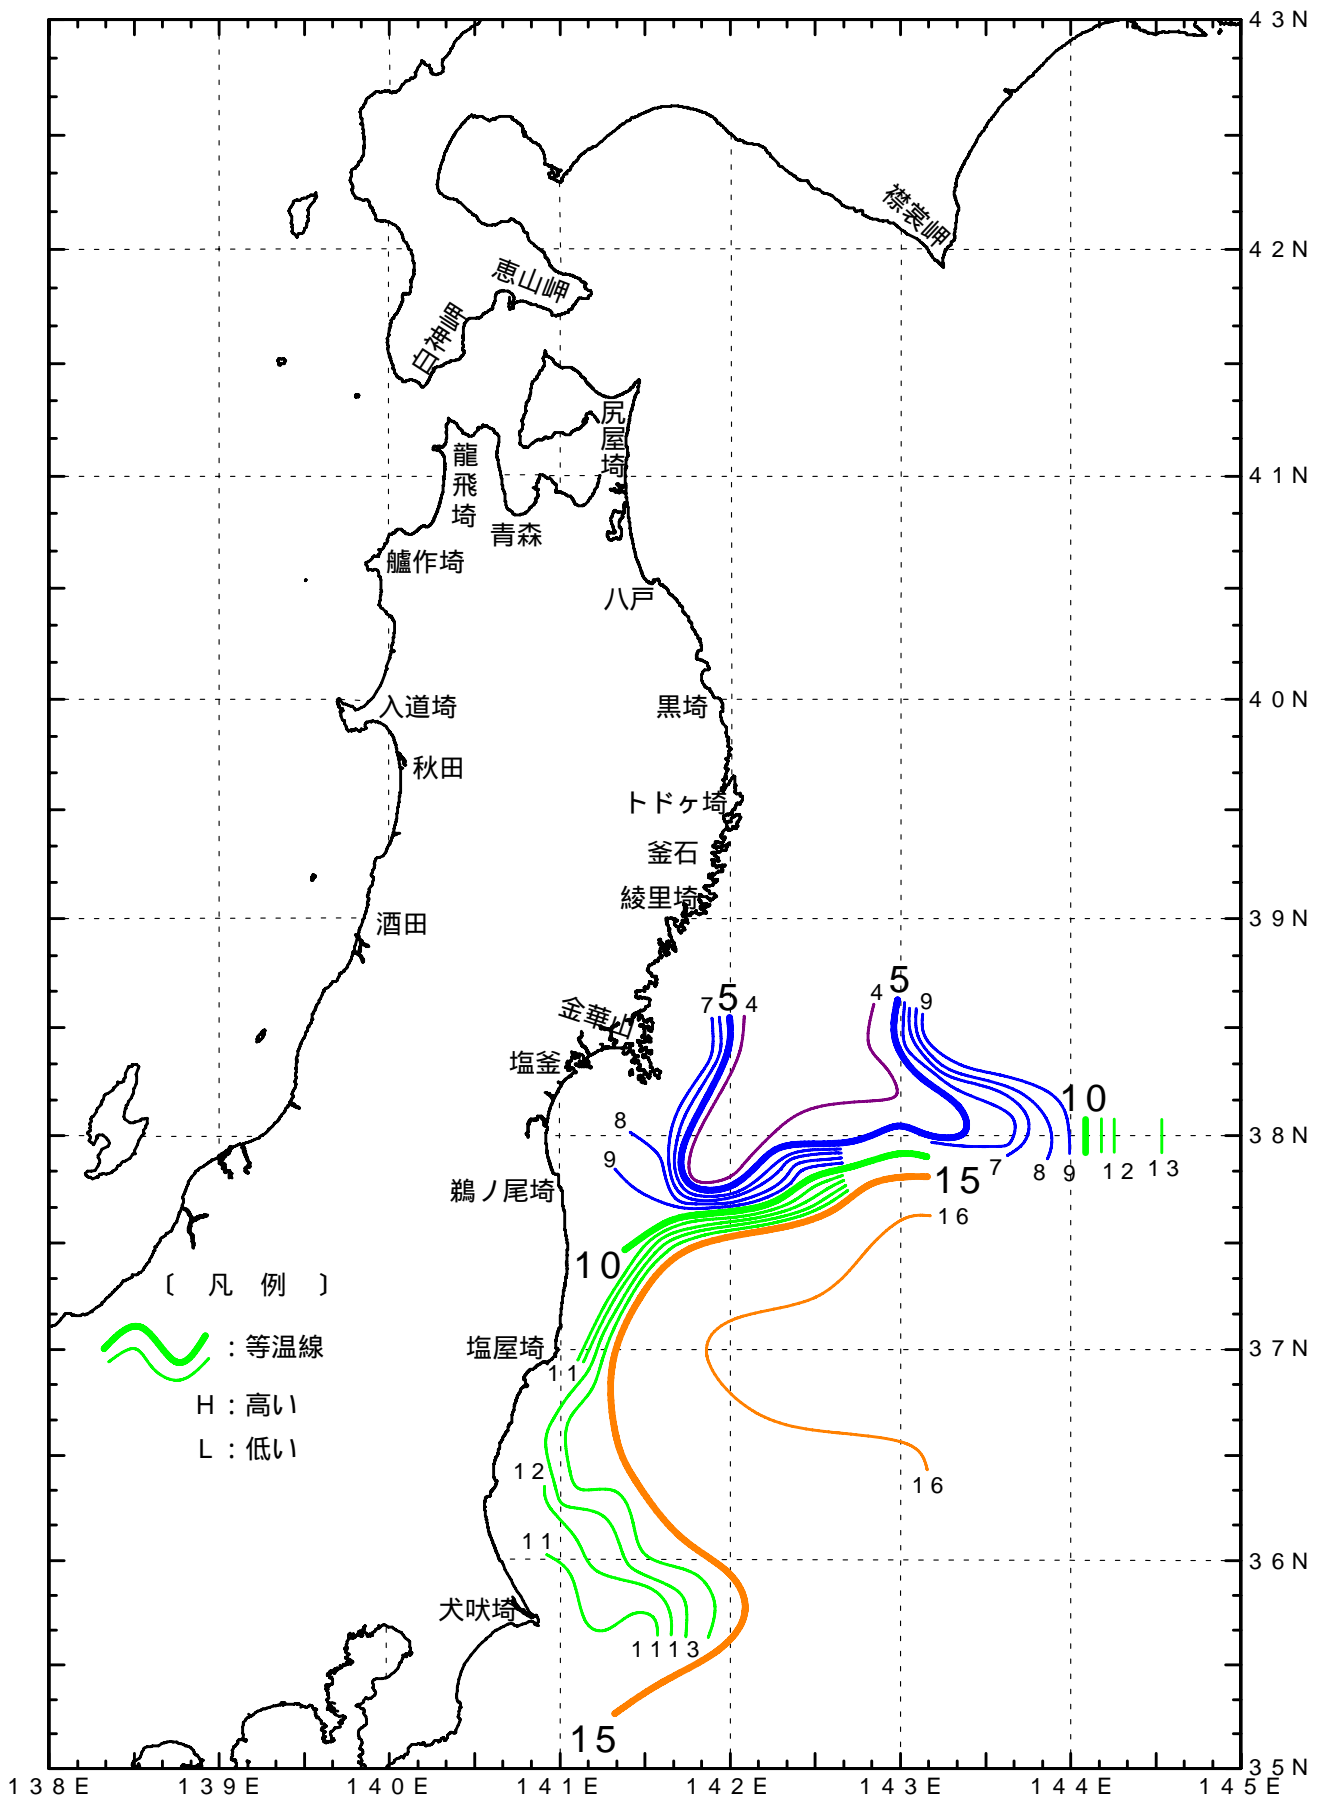 43N
襟裳岬
42N
恵山岬
白神岬
尻屋埼
龍飛埼
41N
青森
艫作埼
八戸
40N
入道埼
黒埼
秋田
トドヶ埼
釜石
綾里埼
39N
酒田
5
4
9
7
5
4
金華山
塩釜
10
8
38N
9
7
8
9
12
13
鵜ノ尾埼
15
16
10
〔 凡 例 〕
：等温線
塩屋埼
37N
11
H：高い
L：低い
12
16
11
36N
犬吠埼
11
13
15
35N
138E
139E
140E
141E
142E
143E
144E
145E